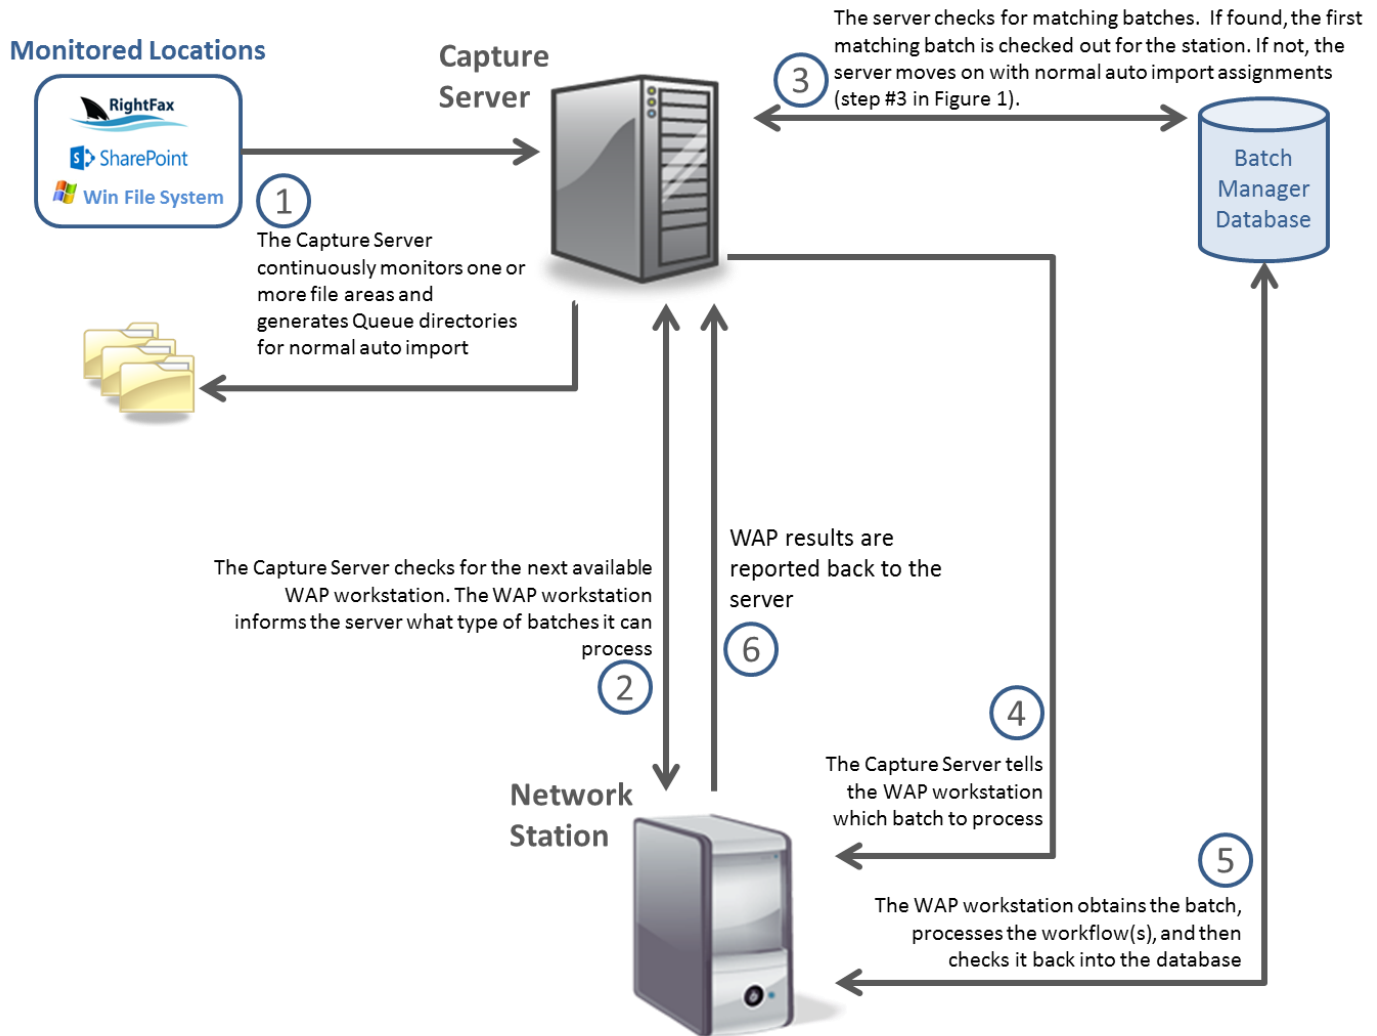 Monitored Locations
RightFax
SharePoint
Win File System
Capture
Server
1
The Capture Server
continuously monitors one or
more file areas and
generates Queue directories
for normal auto import
The server checks for matching batches.  If found, the first
matching batch is checked out for the station. If not, the
server moves on with normal auto import assignments
(step #3 in Figure 1).
3
Batch
Manager
Database
The Capture Server checks for the next available
WAP workstation. The WAP workstation
informs the server what type of batches it can
process
2
WAP results are
reported back to the
server
6
4
The Capture Server tells
the WAP workstation
which batch to process
Network
Station
5
The WAP workstation obtains the batch,
processes the workflow(s), and then
checks it back into the database